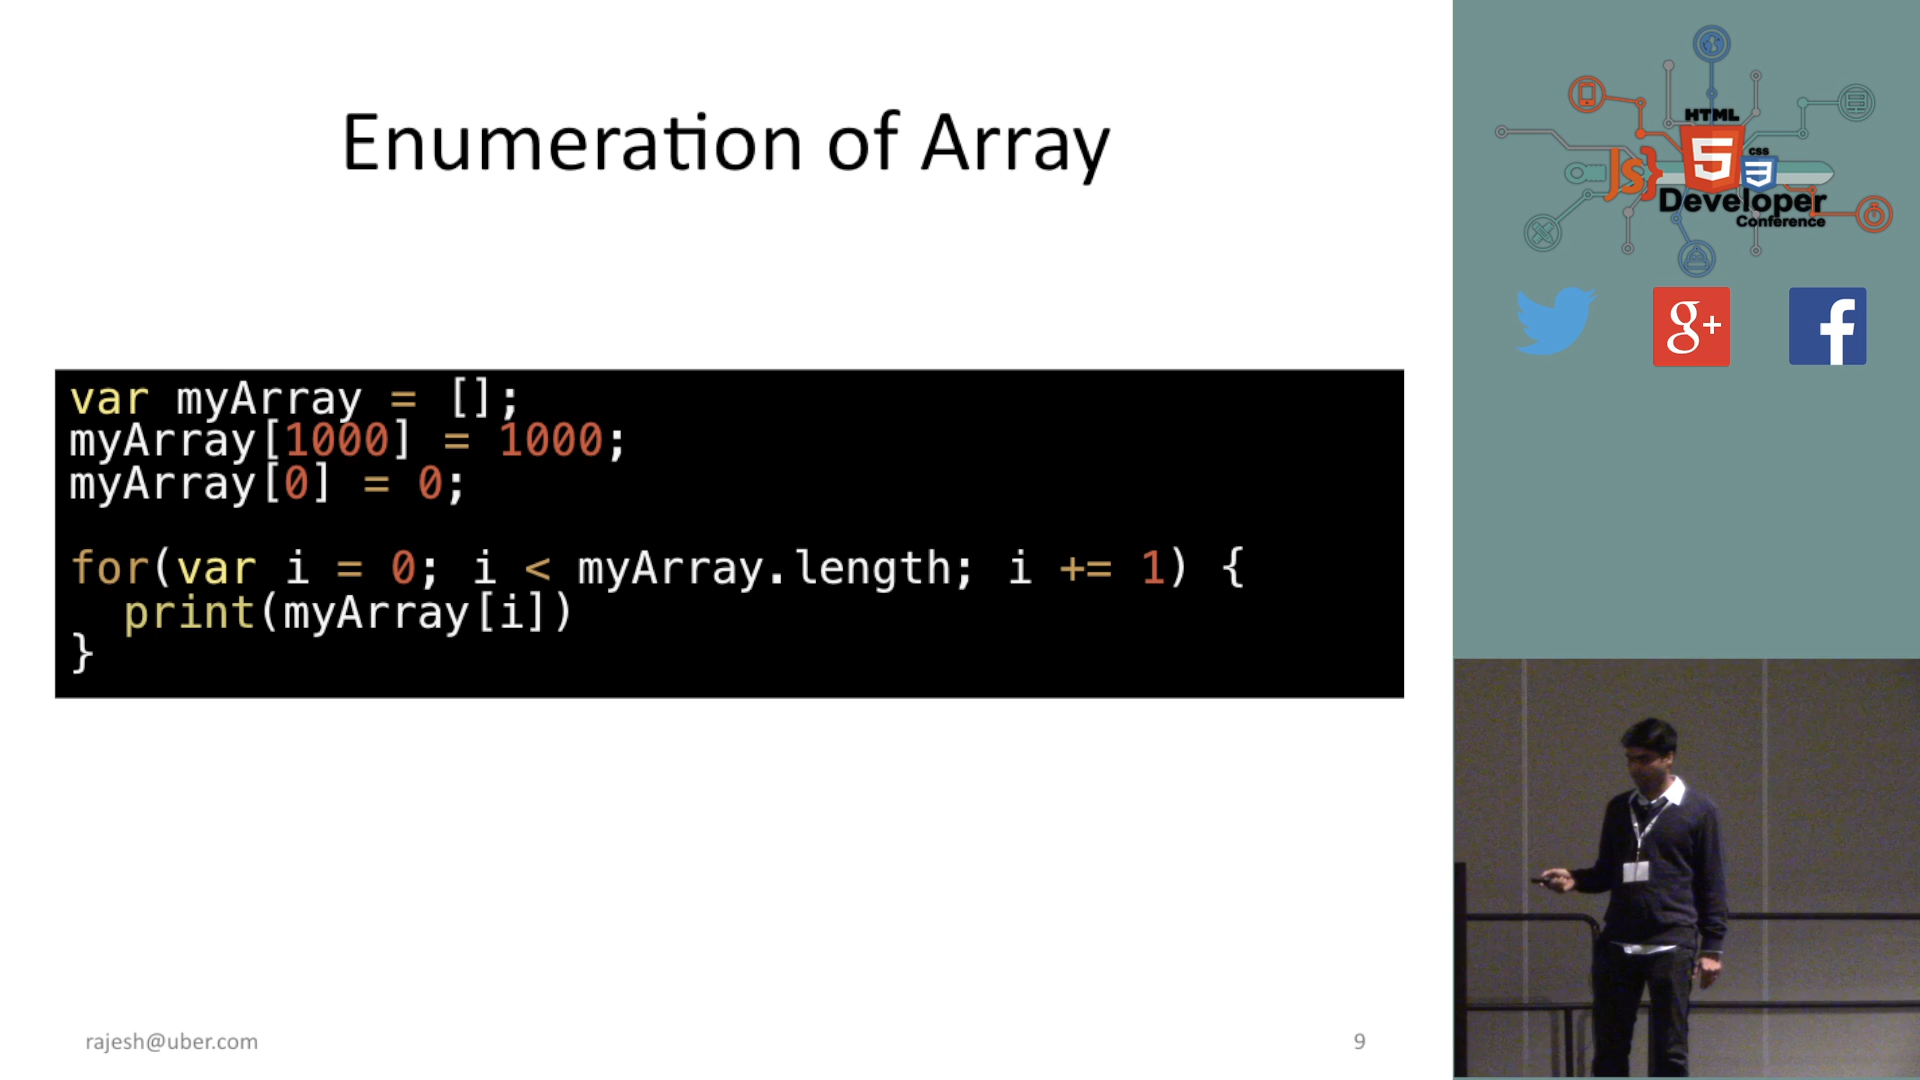 Enumeration of Array
var myArray = [];
myArray[1000] = 1000;
myArray[0] = 0;
for(var i = 0; i < myArray.length; i += 1) {
  print(myArray[i])
}
rajesh@uber.com
9
HTML
5
JS}
CSS
3
Developer
Conference
g+
f